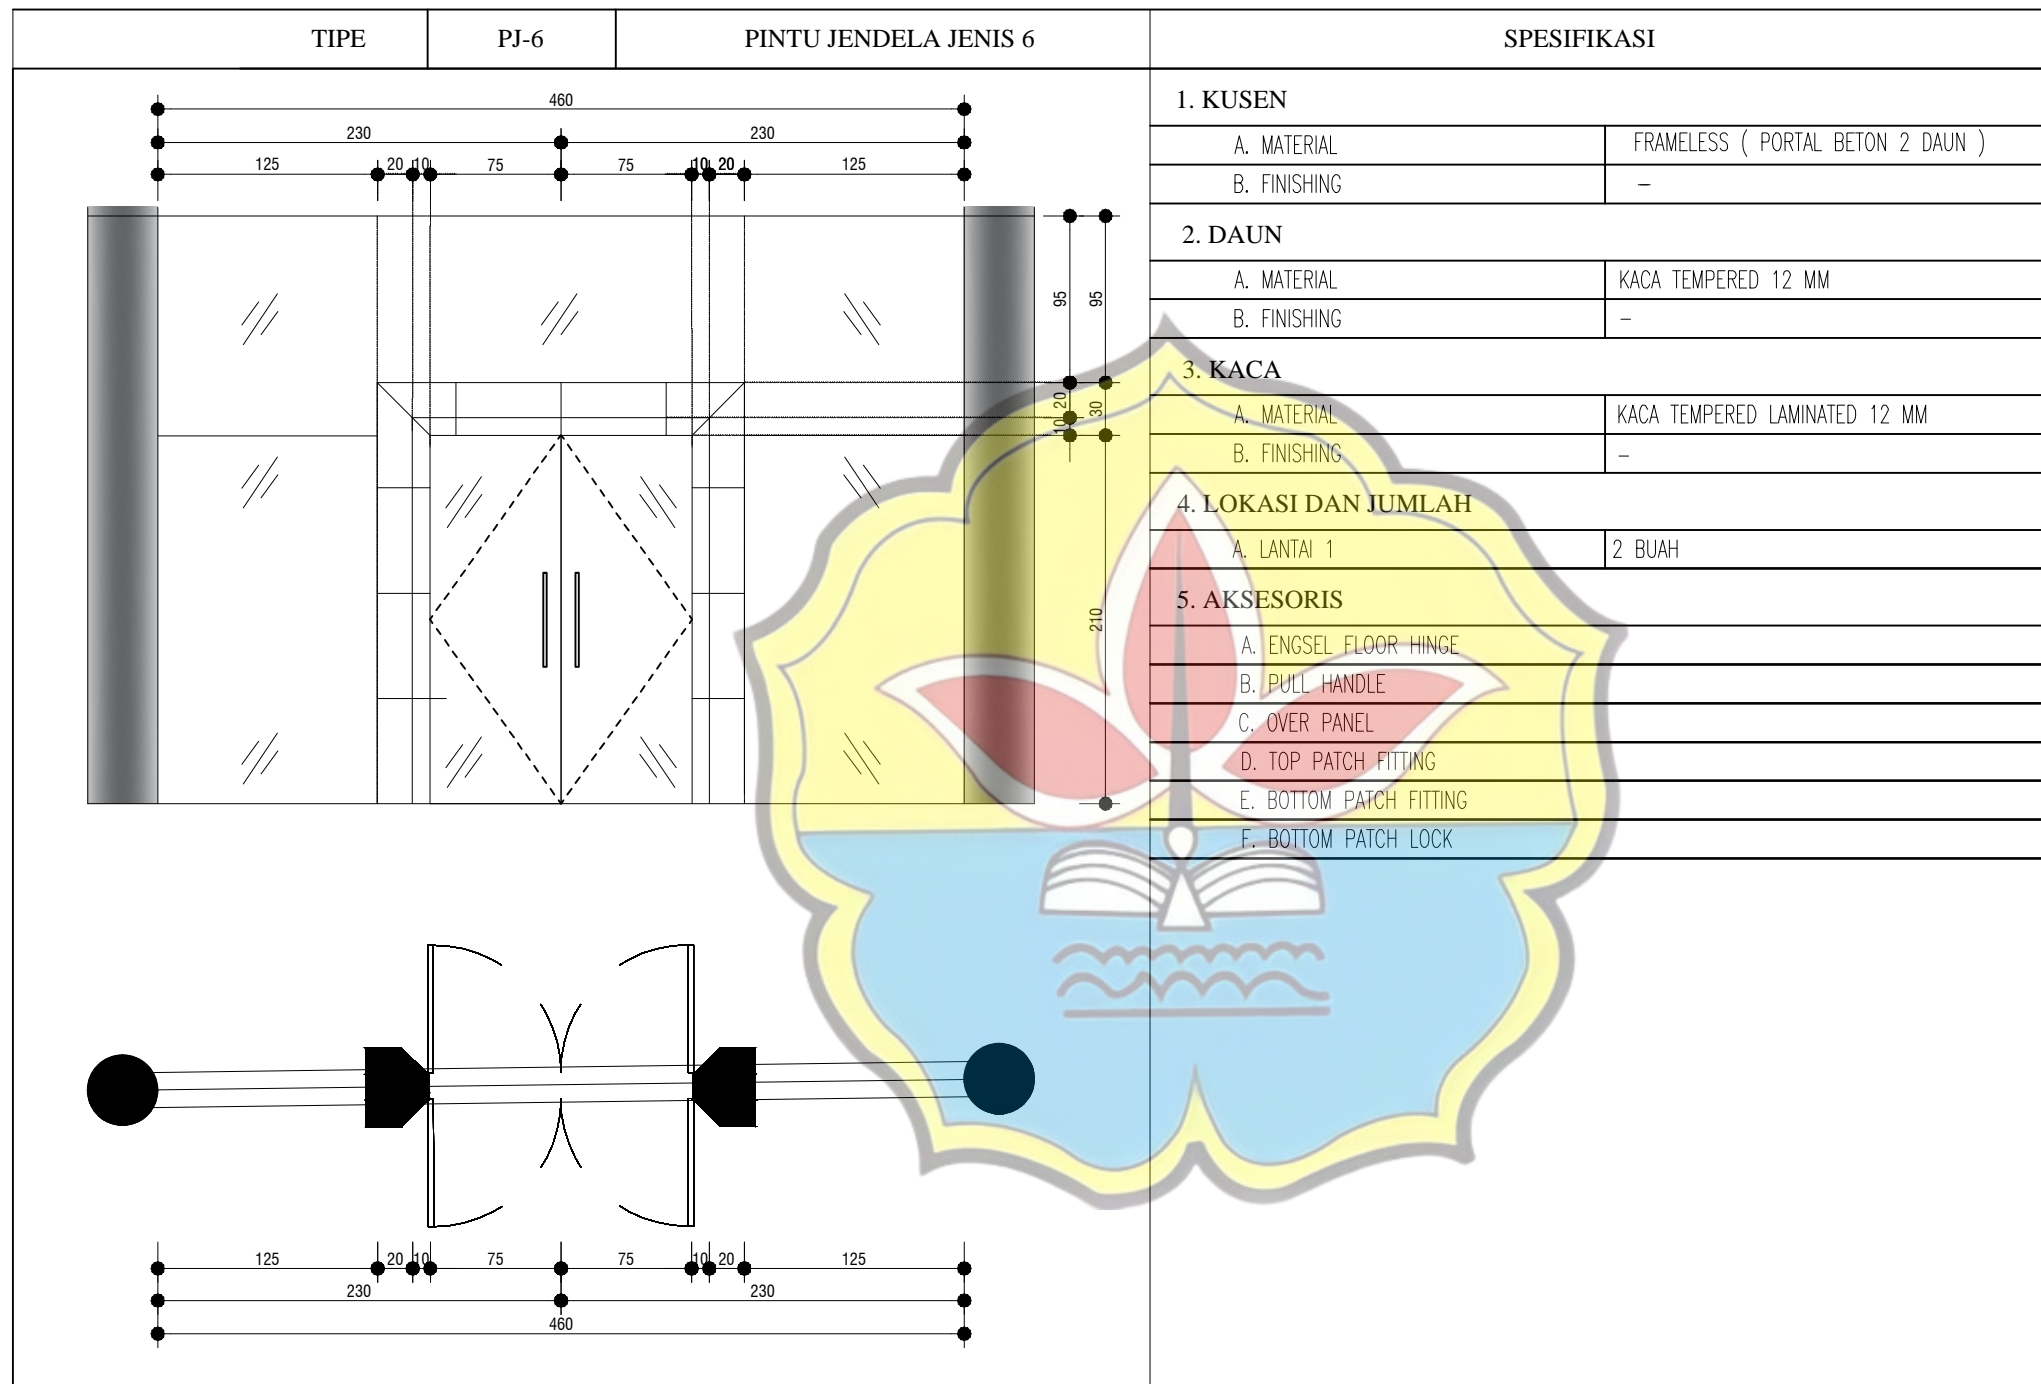 TIPE PJ-6 PINTU JENDELA JENIS 6 SPESIFIKASI
460
230 230
125 20 10 75 75 10 20 125
95 95
20 30
10
210
125 20 10 75 75 10 20 125
230 230
460
1. KUSEN
A. MATERIAL FRAMELESS ( PORTAL BETON 2 DAUN )
B. FINISHING –
2. DAUN
A. MATERIAL KACA TEMPERED 12 MM
B. FINISHING –
3. KACA
A. MATERIAL KACA TEMPERED LAMINATED 12 MM
B. FINISHING –
4. LOKASI DAN JUMLAH
A. LANTAI 1 2 BUAH
5. AKSESORIS
A. ENGSEL FLOOR HINGE
B. PULL HANDLE
C. OVER PANEL
D. TOP PATCH FITTING
E. BOTTOM PATCH FITTING
F. BOTTOM PATCH LOCK